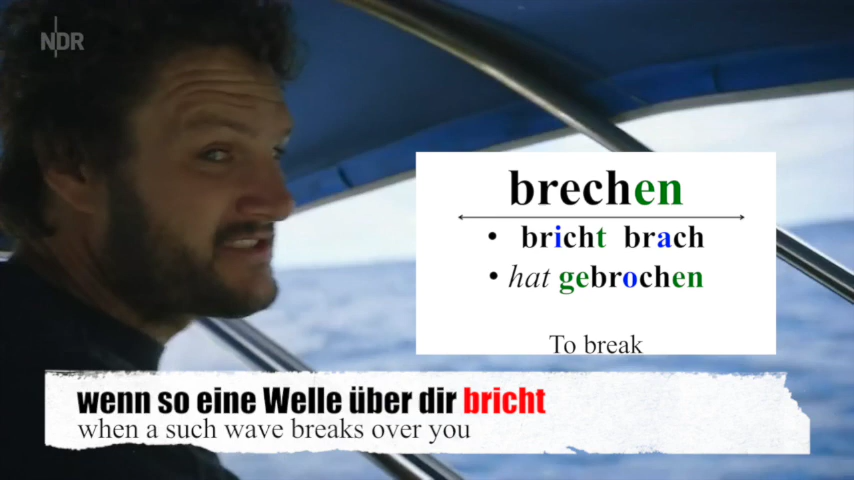 NDR
brechen
• bricht brach
• hat gebrochen
To break
wenn so eine Welle über dir bricht
when a such wave breaks over you